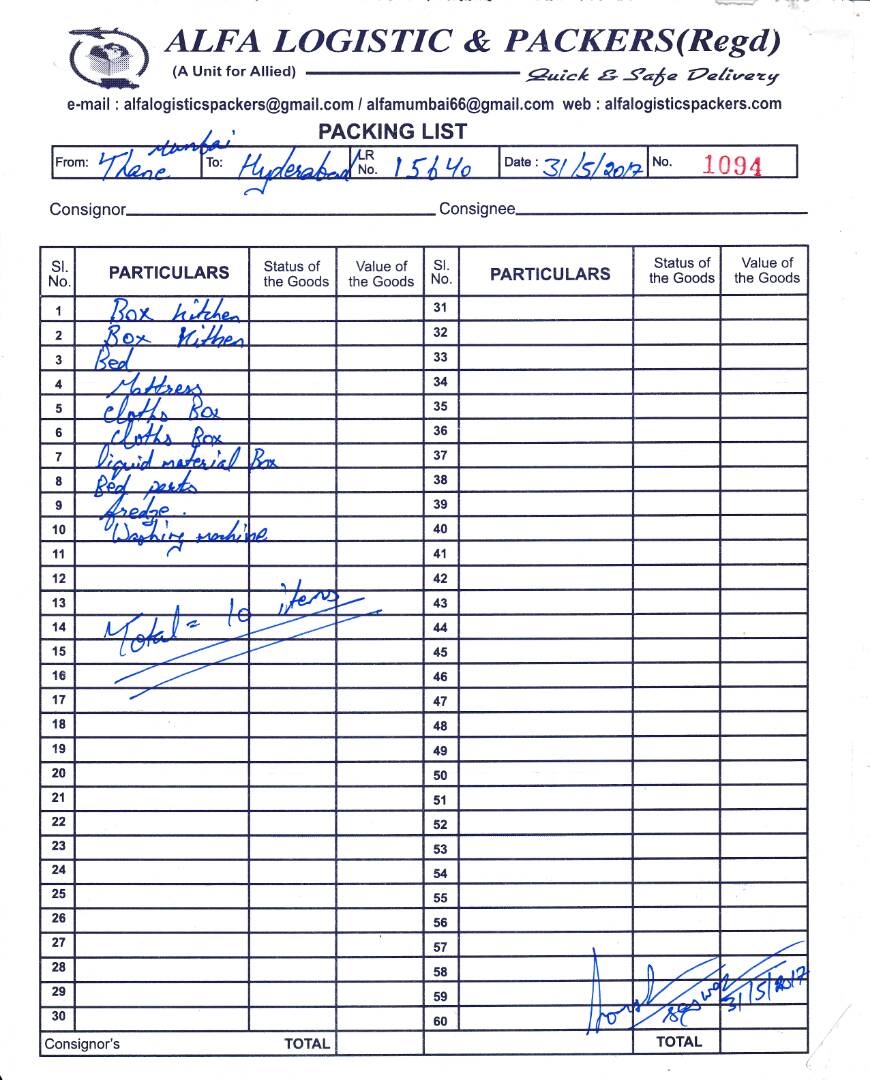 ALFA LOGISTIC & PACKERS(Regd)
(A Unit for Allied)
Quick & Safe Delivery
e-mail : alfalogisticspackers@gmail.com / alfamumbai66@gmail.com web : alfalogisticspackers.com
PACKING LIST
From: Thane Mumbai To: Hyderabad LR No. 15640 Date : 31/5/2017 No. 1094
Consignor Consignee
Sl. No. PARTICULARS Status of the Goods Value of the Goods Sl. No. PARTICULARS Status of the Goods Value of the Goods
1 Box kitchen 31
2 Box Kithen 32
3 Bed 33
4 Mattress 34
5 Cloths Box 35
6 Cloths Box 36
7 liquid material Box 37
8 Bed parts 38
9 fredge. 39
10 Washing machine 40
11 41
12 42
13 43
14 Total = 10 items 44
15 45
16 46
17 47
18 48
19 49
20 50
21 51
22 52
23 53
24 54
25 55
26 56
27 57
28 58
29 59 31/5/2017
30 60
Consignor's TOTAL TOTAL